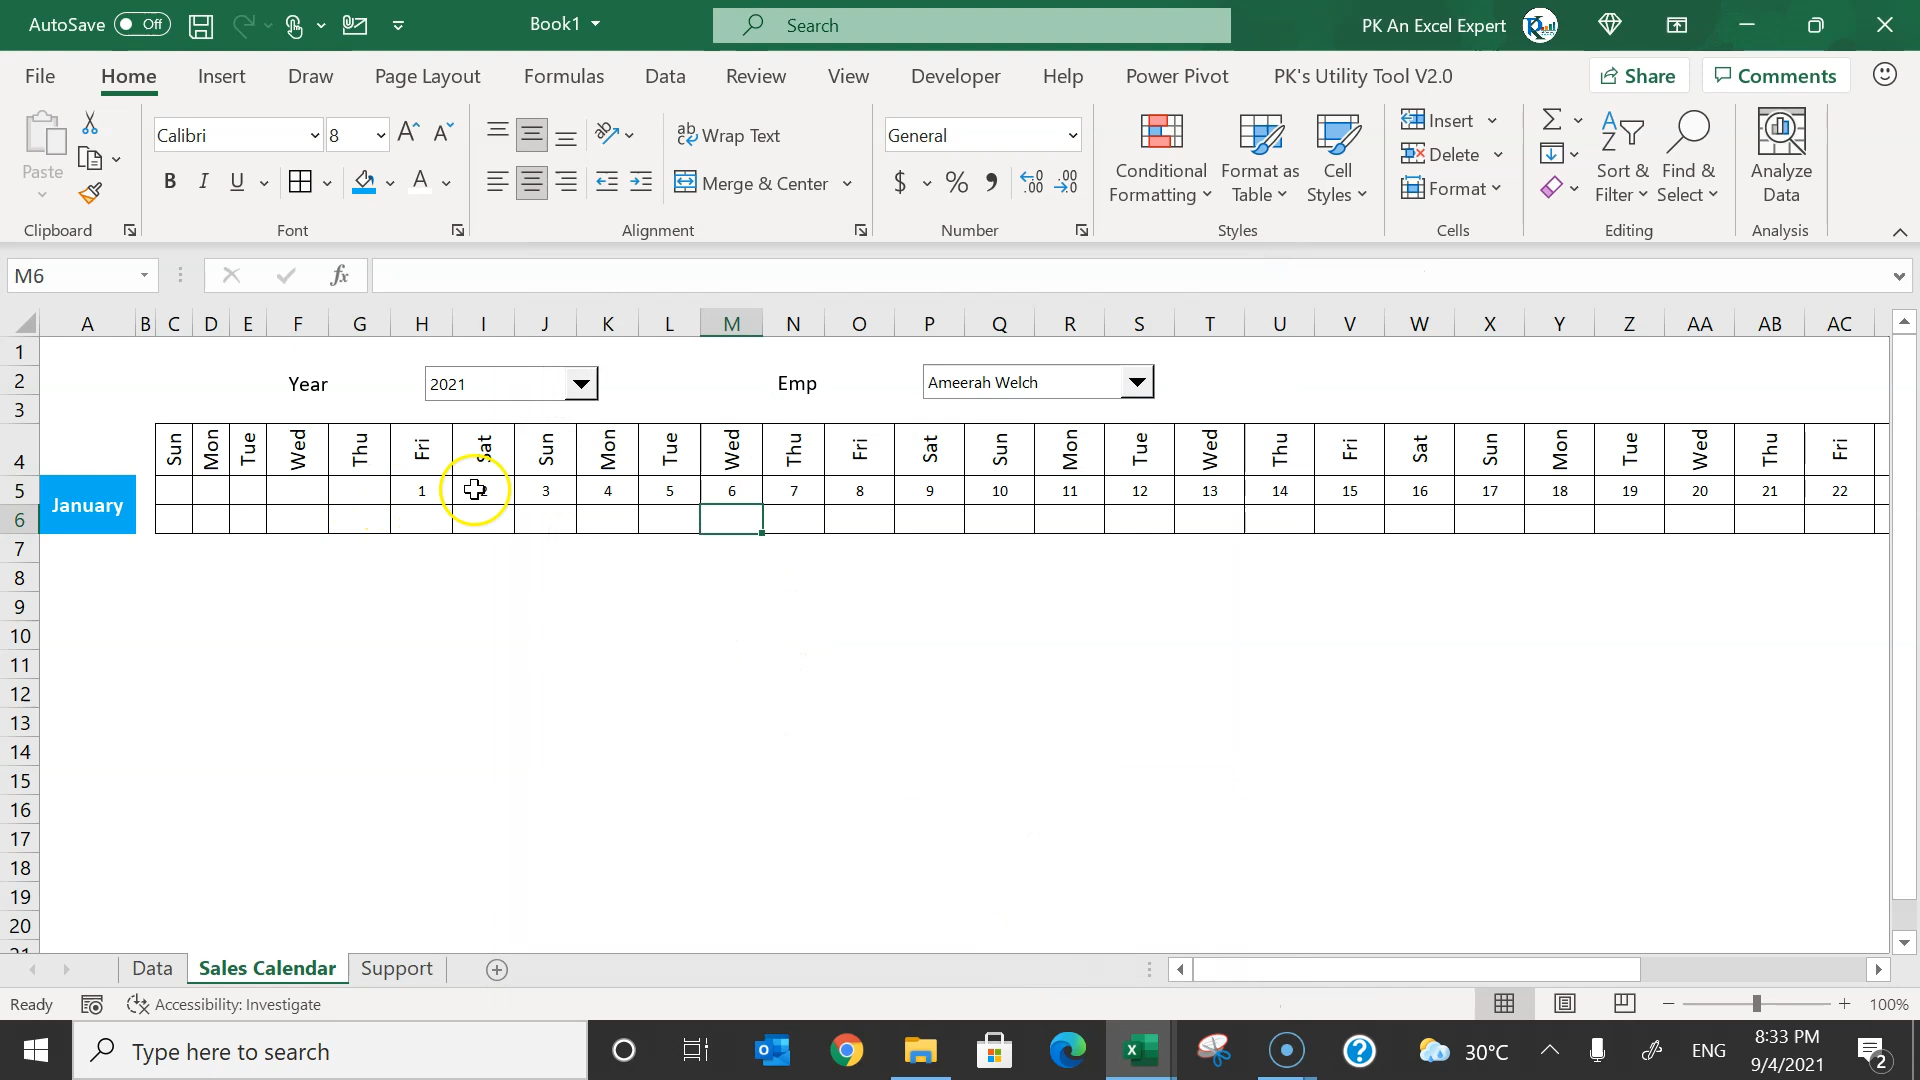 AutoSave Off Book1 Search PK An Excel Expert
File Home Insert Draw Page Layout Formulas Data Review View Developer Help Power Pivot PK's Utility Tool V2.0 Share Comments
Paste
Calibri 8
B I U A
ab Wrap Text
Merge & Center
General
$ % 9
Conditional Formatting
Format as Table
Cell Styles
Insert
Delete
Format
Sort & Filter
Find & Select
Analyze Data
Clipboard Font Alignment Number Styles Cells Editing Analysis
M6 fx
A B C D E F G H I J K L M N O P Q R S T U V W X Y Z AA AB AC
1
2 Year 2021 Emp Ameerah Welch
3
4 Sun Mon Tue Wed Thu Fri Sat Sun Mon Tue Wed Thu Fri Sat Sun Mon Tue Wed Thu Fri Sat Sun Mon Tue Wed Thu Fri
5 January 1 2 3 4 5 6 7 8 9 10 11 12 13 14 15 16 17 18 19 20 21 22
6
7
8
9
10
11
12
13
14
15
16
17
18
19
20
21
Data Sales Calendar Support
Ready Accessibility: Investigate 100%
Type here to search 30°C ENG 8:33 PM
9/4/2021 2